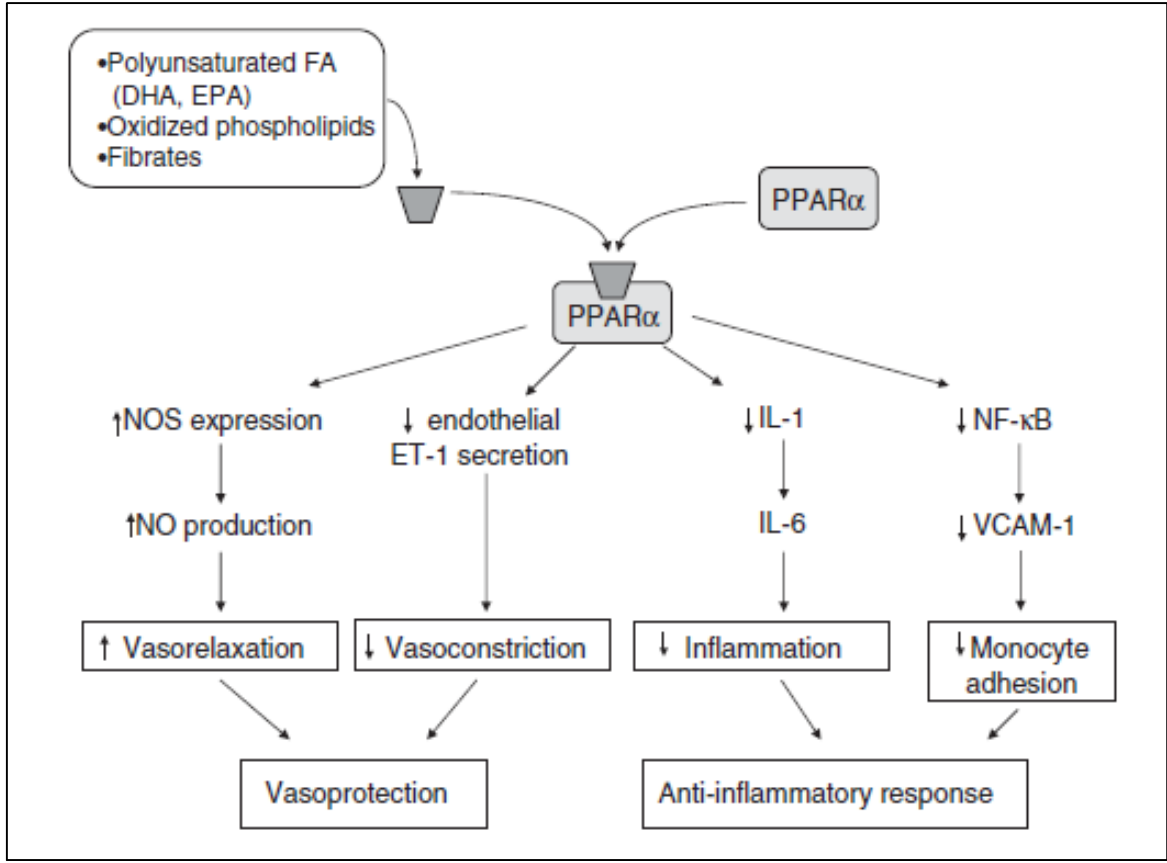 •Polyunsaturated FA
(DHA, EPA)
•Oxidized phospholipids
•Fibrates
PPARα
PPARα
↑NOS expression
↓ endothelial
ET-1 secretion
↓IL-1
↓NF-κB
↑NO production
IL-6
↓VCAM-1
↑ Vasorelaxation
↓ Vasoconstriction
↓ Inflammation
↓Monocyte
adhesion
Vasoprotection
Anti-inflammatory response